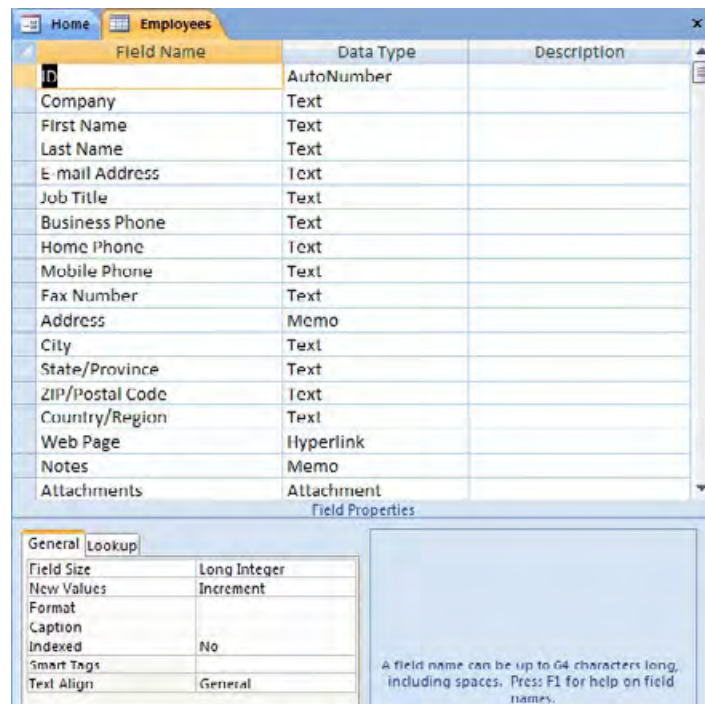 Home Employees
Field Name Data Type Description
ID AutoNumber
Company Text
First Name Text
Last Name Text
E-mail Address Text
Job Title Text
Business Phone Text
Home Phone Text
Mobile Phone Text
Fax Number Text
Address Memo
City Text
State/Province Text
ZIP/Postal Code Text
Country/Region Text
Web Page Hyperlink
Notes Memo
Attachments Attachment
Field Properties
General Lookup
Field Size Long Integer
New Values Increment
Format
Caption
Indexed No
Smart Tags
Text Align General
A field name can be up to 64 characters long,
including spaces. Press F1 for help on field
names.